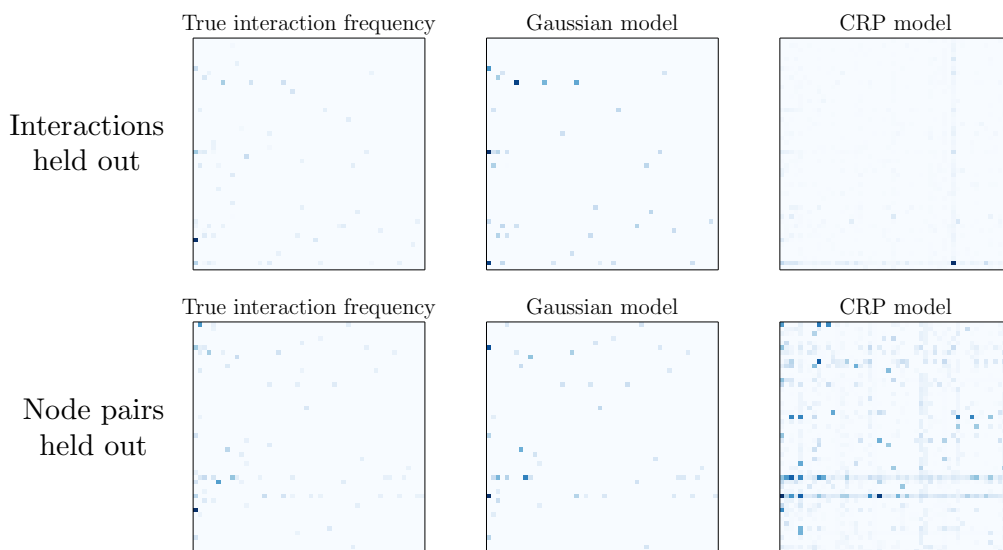 True interaction frequency
Gaussian model
CRP model
Interactions
held out
True interaction frequency
Gaussian model
CRP model
Node pairs
held out